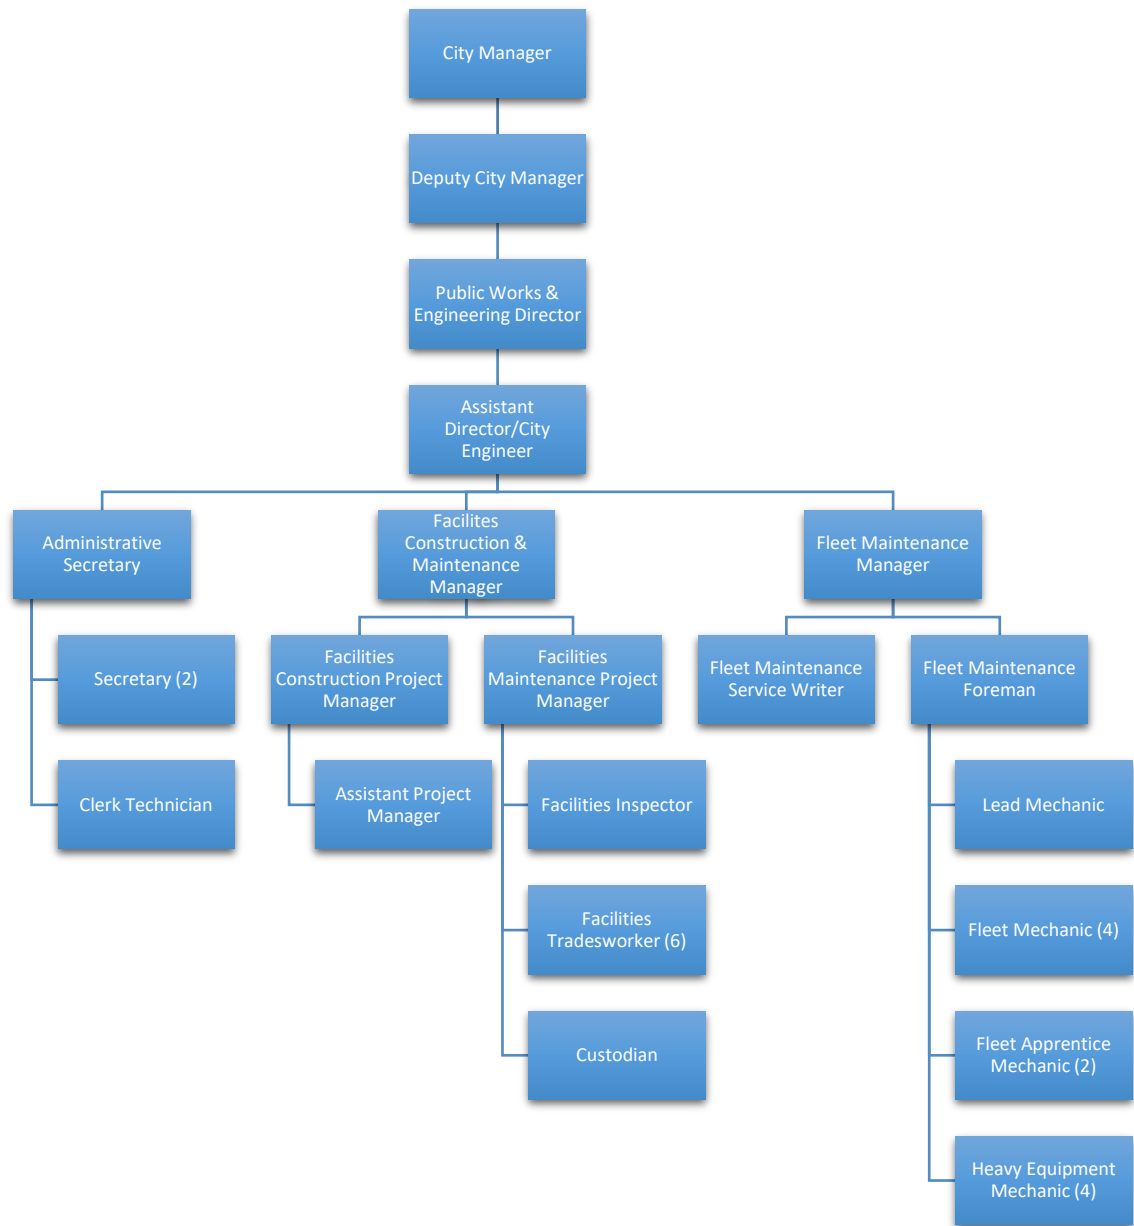 City Manager
Deputy City Manager
Public Works &
Engineering Director
Assistant
Director/City
Engineer
Administrative
Secretary
Facilites
Construction &
Maintenance
Manager
Fleet Maintenance
Manager
Secretary (2)
Clerk Technician
Facilities
Construction Project
Manager
Assistant Project
Manager
Facilities
Maintenance Project
Manager
Facilities Inspector
Facilities
Tradesworker (6)
Custodian
Fleet Maintenance
Service Writer
Fleet Maintenance
Foreman
Lead Mechanic
Fleet Mechanic (4)
Fleet Apprentice
Mechanic (2)
Heavy Equipment
Mechanic (4)